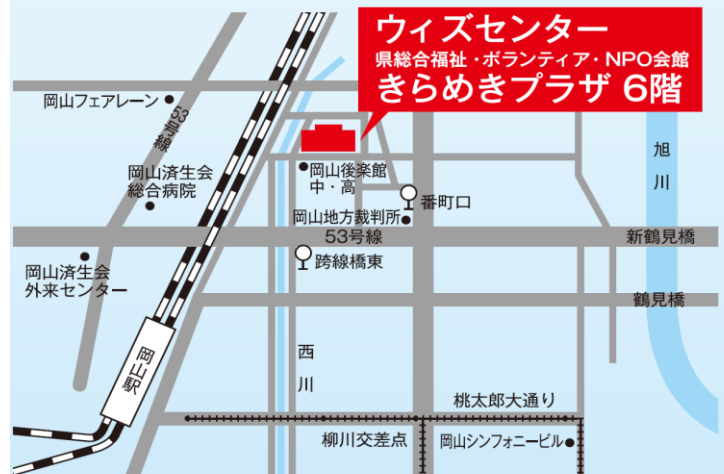 ウィズセンター
県総合福祉・ボランティア・NPO会館
きらめきプラザ 6階
岡山フェアレーン
53号線
旭川
岡山済生会
総合病院
岡山後楽館
中・高
番町口
岡山地方裁判所
53号線
新鶴見橋
岡山済生会
外来センター
跨線橋東
鶴見橋
岡山駅
西川
桃太郎大通り
柳川交差点
岡山シンフォニービル